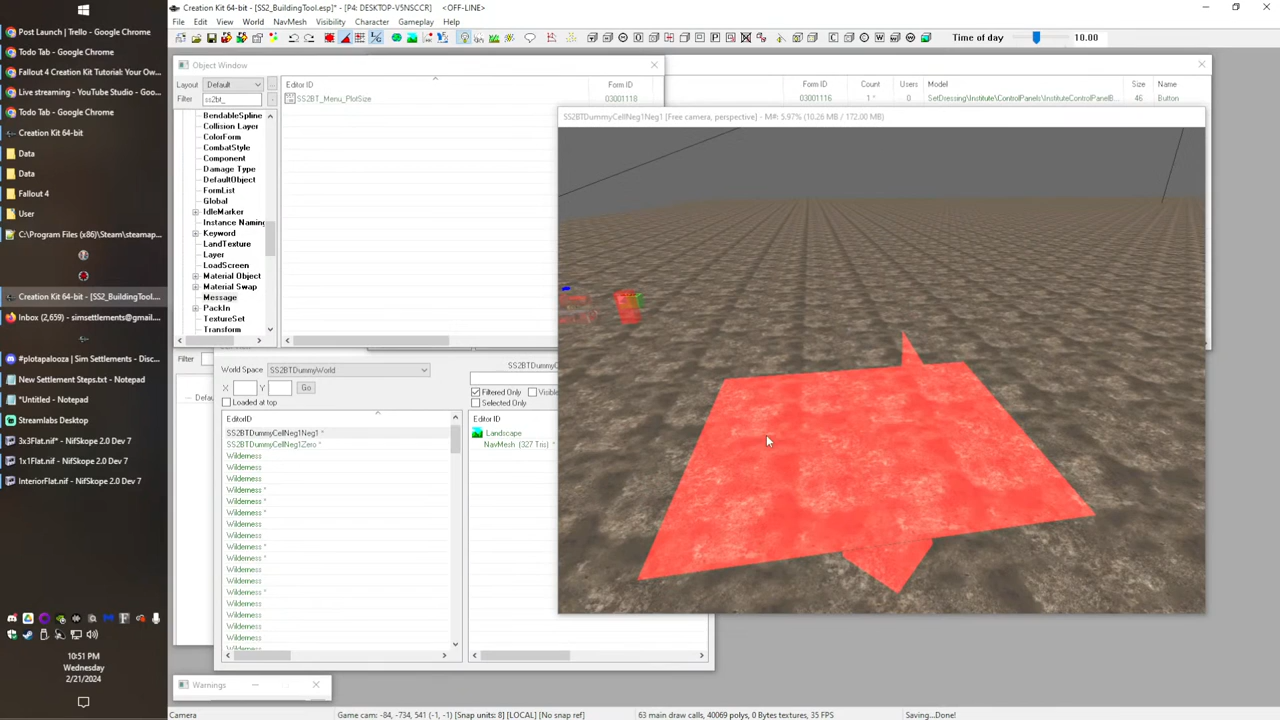 Creation Kit 64-bit - [SS2_BuildingTool.esp]* - [P4: DESKTOP-V5NSCCR]    <OFF-LINE>
File Edit View World NavMesh Visibility Character Gameplay Help
Time of day 10.00
Post Launch | Trello - Google Chrome
Todo Tab - Google Chrome
Fallout 4 Creation Kit Tutorial: Your Ow...
Live streaming - YouTube Studio - Goo...
Todo Tab - Google Chrome
Creation Kit 64-bit
Data
Data
Fallout 4
User
C:\Program Files (x86)\Steam\steamap...
Creation Kit 64-bit - [SS2_BuildingTool....
Inbox (2,659) - simsettlements@gmail....
#plotapalooza | Sim Settlements - Disc...
New Settlement Steps.txt - Notepad
*Untitled - Notepad
Streamlabs Desktop
3x3Flat.nif* - NifSkope 2.0 Dev 7
1x1Flat.nif - NifSkope 2.0 Dev 7
InteriorFlat.nif - NifSkope 2.0 Dev 7
10:51 PM
Wednesday
2/21/2024
Object Window
Layout Default
Filter ss2bt_
BendableSpline
Collision Layer
ColorForm
CombatStyle
Component
Damage Type
DefaultObject
FormList
Global
IdleMarker
Instance Naming
Keyword
LandTexture
Layer
LoadScreen
Material Object
Material Swap
Message
PackIn
TextureSet
Transform
Editor ID Form ID
SS2BT_Menu_PlotSize 03001118
Form ID Count Users Model Size Name
03001116 1 * 0 SetDressing\Institute\ControlPanels\InstituteControlPanelB... 46 Button
SS2BTDummyCellNeg1Neg1 [Free camera, perspective] - M#: 5.97% (10.26 MB / 172.00 MB)
Filter
World Space SS2BTDummyWorld
X Y Go
Loaded at top
Filtered Only
Selected Only
EditorID
SS2BTDummyCellNeg1Neg1 *
SS2BTDummyCellNeg1Zero *
Wilderness
Wilderness
Wilderness
Wilderness *
Wilderness *
Wilderness
Wilderness *
Wilderness
Wilderness *
Wilderness *
Wilderness
Wilderness
Wilderness *
Wilderness
Wilderness
Wilderness
Wilderness
Wilderness
Editor ID
Landscape
NavMesh (327 Tris) *
Warnings
Camera
Game cam: -84, -734, 541 (-1, -1) [Snap units: 8] [LOCAL] [No snap ref]
63 main draw calls, 40069 polys, 0 Bytes textures, 35 FPS
Saving...Done!